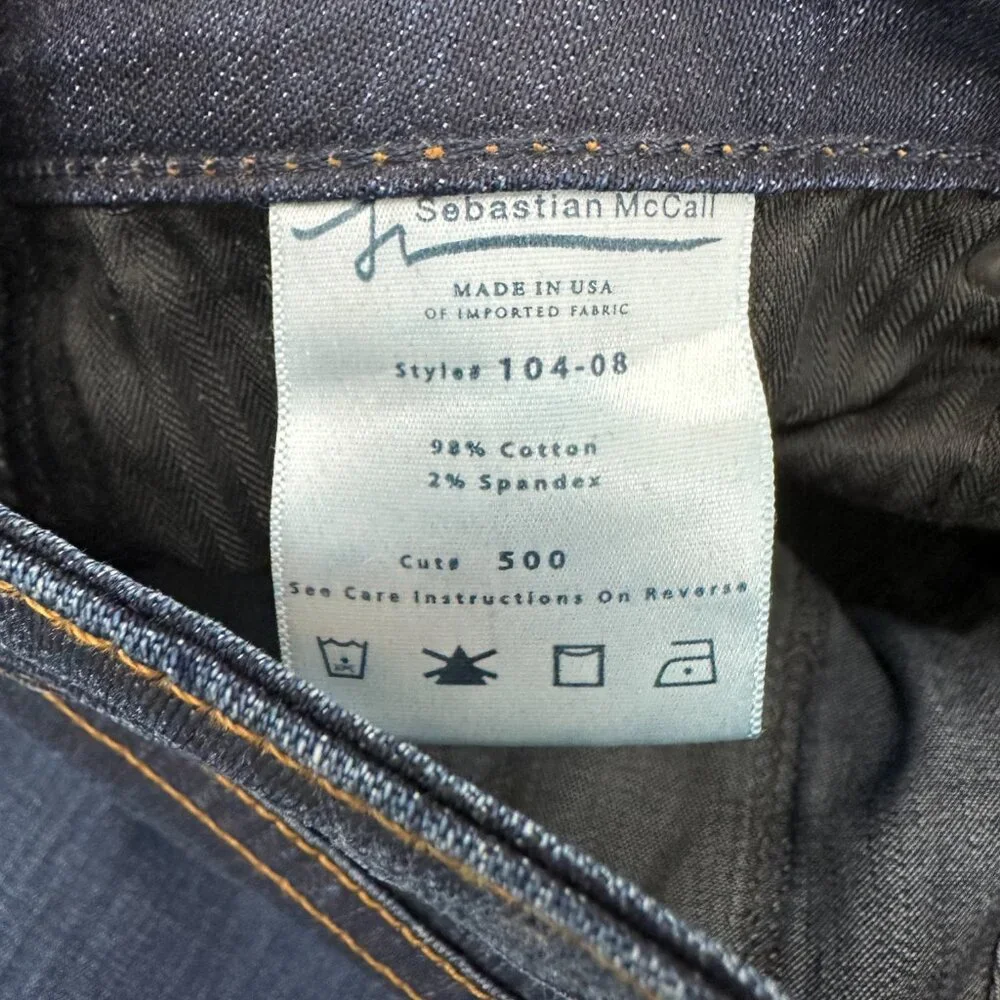 Sebastian McCall
MADE IN USA
OF IMPORTED FABRIC
Style# 104-08
98% Cotton
2% Spandex
Cut# 500
See Care Instructions On Reverse